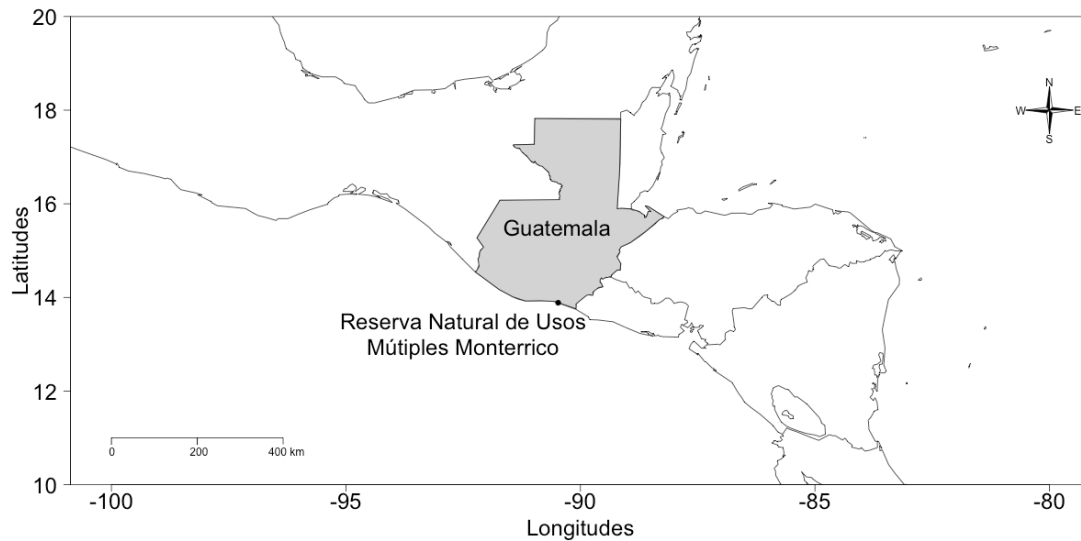 20
18
16
14
12
10
Latitudes
N
W
E
S
Guatemala
Reserva Natural de Usos
Mútiples Monterrico
0
200
400 km
-100
-95
-90
-85
-80
Longitudes